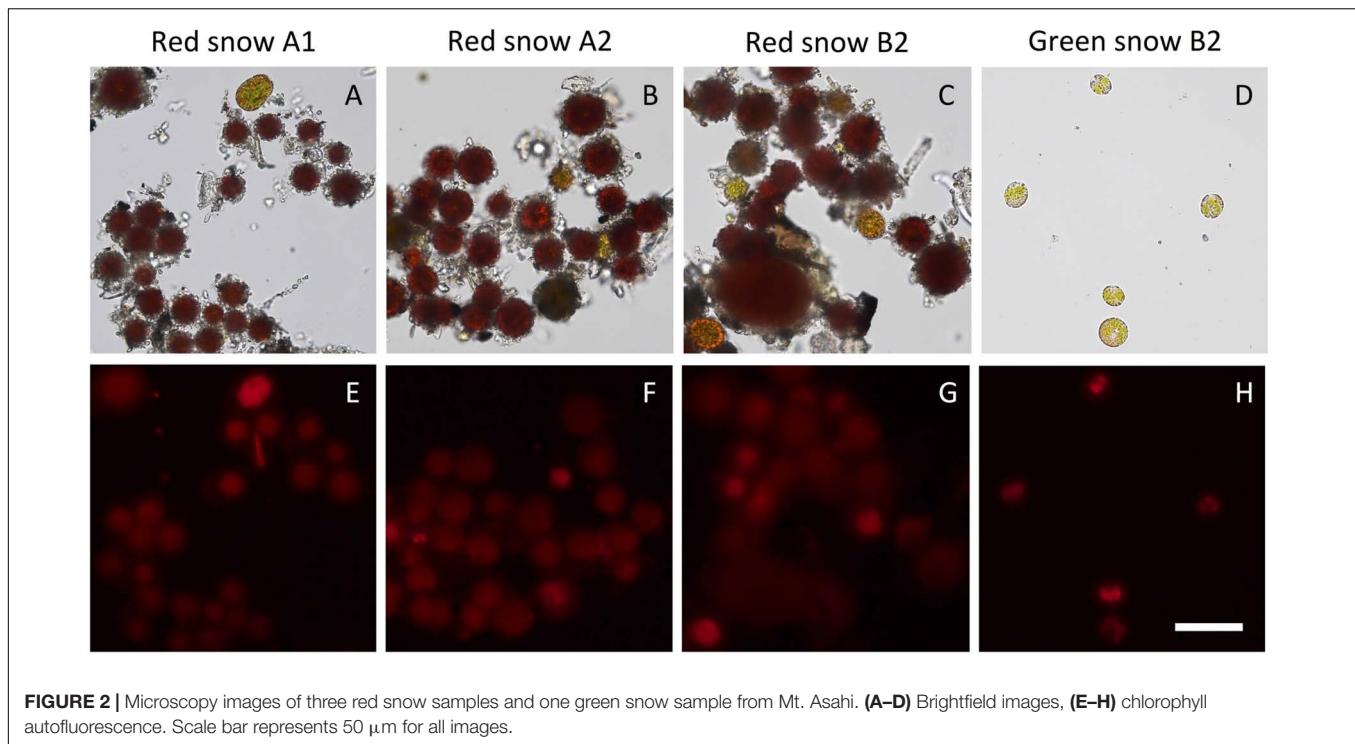 Red snow A1 Red snow A2 Red snow B2 Green snow B2
A B C D
E F G H
FIGURE 2 | Microscopy images of three red snow samples and one green snow sample from Mt. Asahi. (A–D) Brightfield images, (E–H) chlorophyll
autofluorescence. Scale bar represents 50 μm for all images.